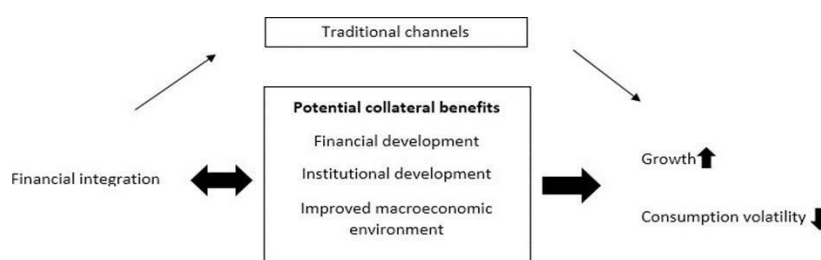 Traditional channels
Potential collateral benefits
Financial development
Institutional development
Improved macroeconomic
environment
Financial integration
Growth
Consumption volatility